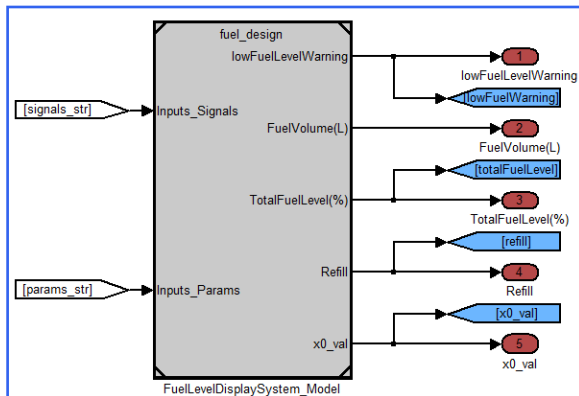 fuel_design
lowFuelLevelWarning
1
lowFuelLevelWarning
[signals_str]
Inputs_Signals
[lowFuelWarning]
FuelVolume(L)
2
FuelVolume(L)
[totalFuelLevel]
TotalFuelLevel(%)
3
TotalFuelLevel(%)
[refill]
Refill
4
Refill
[params_str]
Inputs_Params
[x0_val]
x0_val
5
x0_val
FuelLevelDisplaySystem_Model